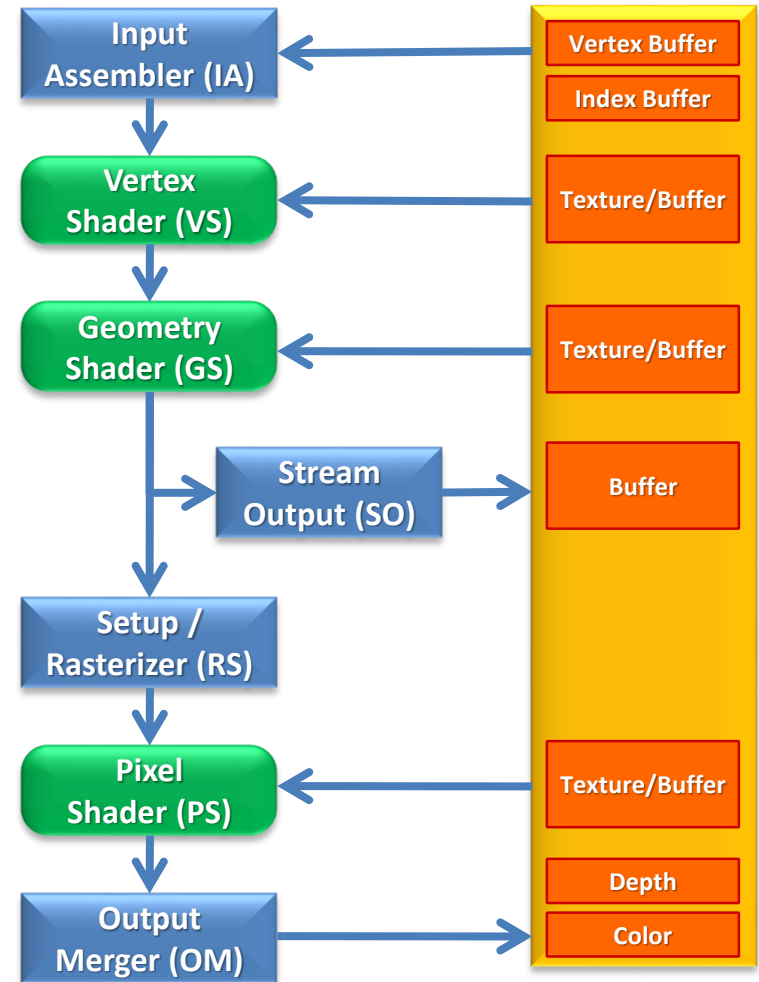 Input
Assembler (IA)
Vertex Buffer
Index Buffer
Vertex
Shader (VS)
Texture/Buffer
Geometry
Shader (GS)
Texture/Buffer
Stream
Output (SO)
Buffer
Setup /
Rasterizer (RS)
Pixel
Shader (PS)
Texture/Buffer
Depth
Output
Merger (OM)
Color